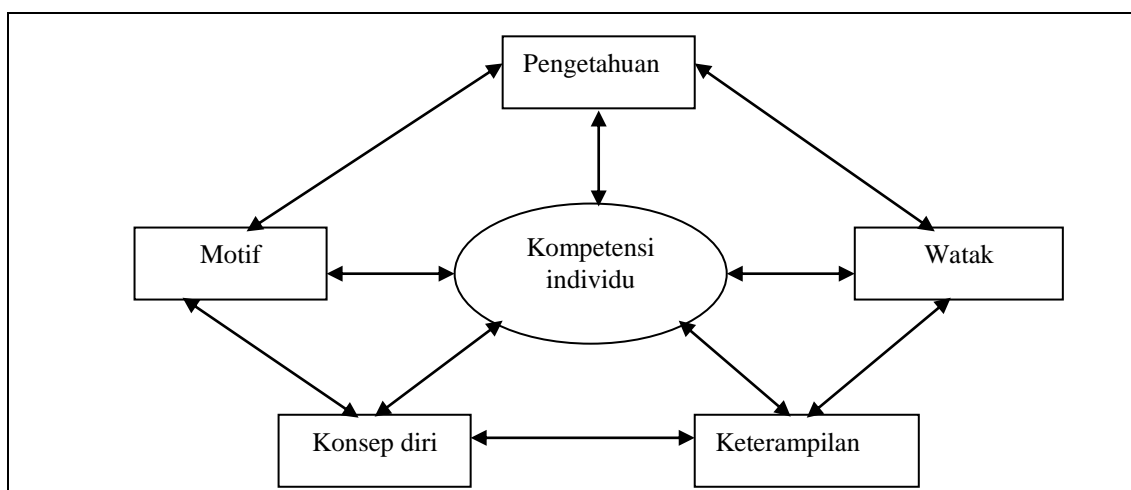 Pengetahuan
Motif
Kompetensi
individu
Watak
Konsep diri
Keterampilan